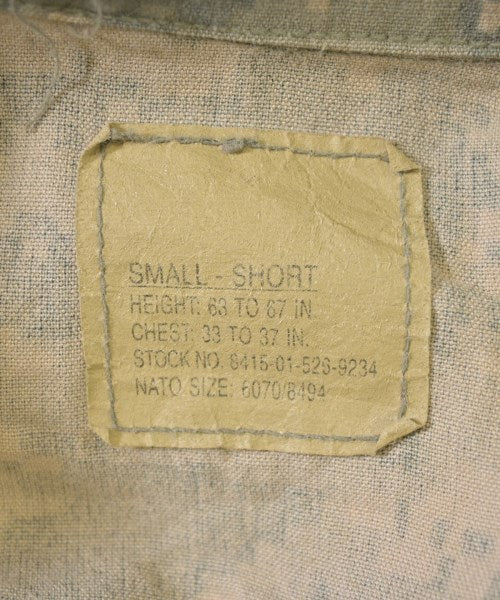 SMALL - SHORT
HEIGHT: 63 TO 67 IN.
CHEST: 33 TO 37 IN.
STOCK NO. 8415-01-526-9234
NATO SIZE: 6070/8494